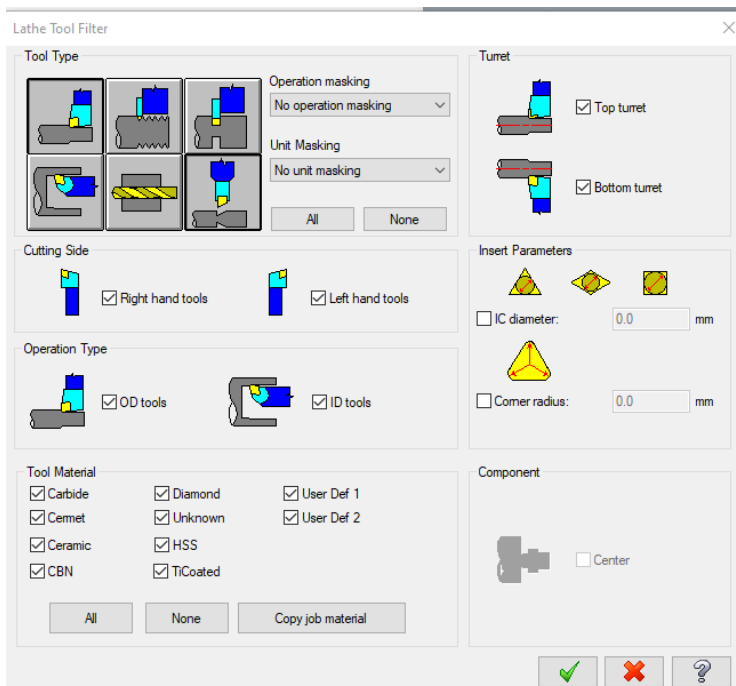 Lathe Tool Filter
Tool Type
Operation masking
No operation masking
Unit Masking
No unit masking
All
None
Turret
Top turret
Bottom turret
Cutting Side
Right hand tools
Left hand tools
Insert Parameters
IC diameter:
0.0
mm
Corner radius:
0.0
mm
Operation Type
OD tools
ID tools
Tool Material
Carbide
Diamond
User Def 1
Cermet
Unknown
User Def 2
Ceramic
HSS
CBN
TiCoated
All
None
Copy job material
Component
Center
?